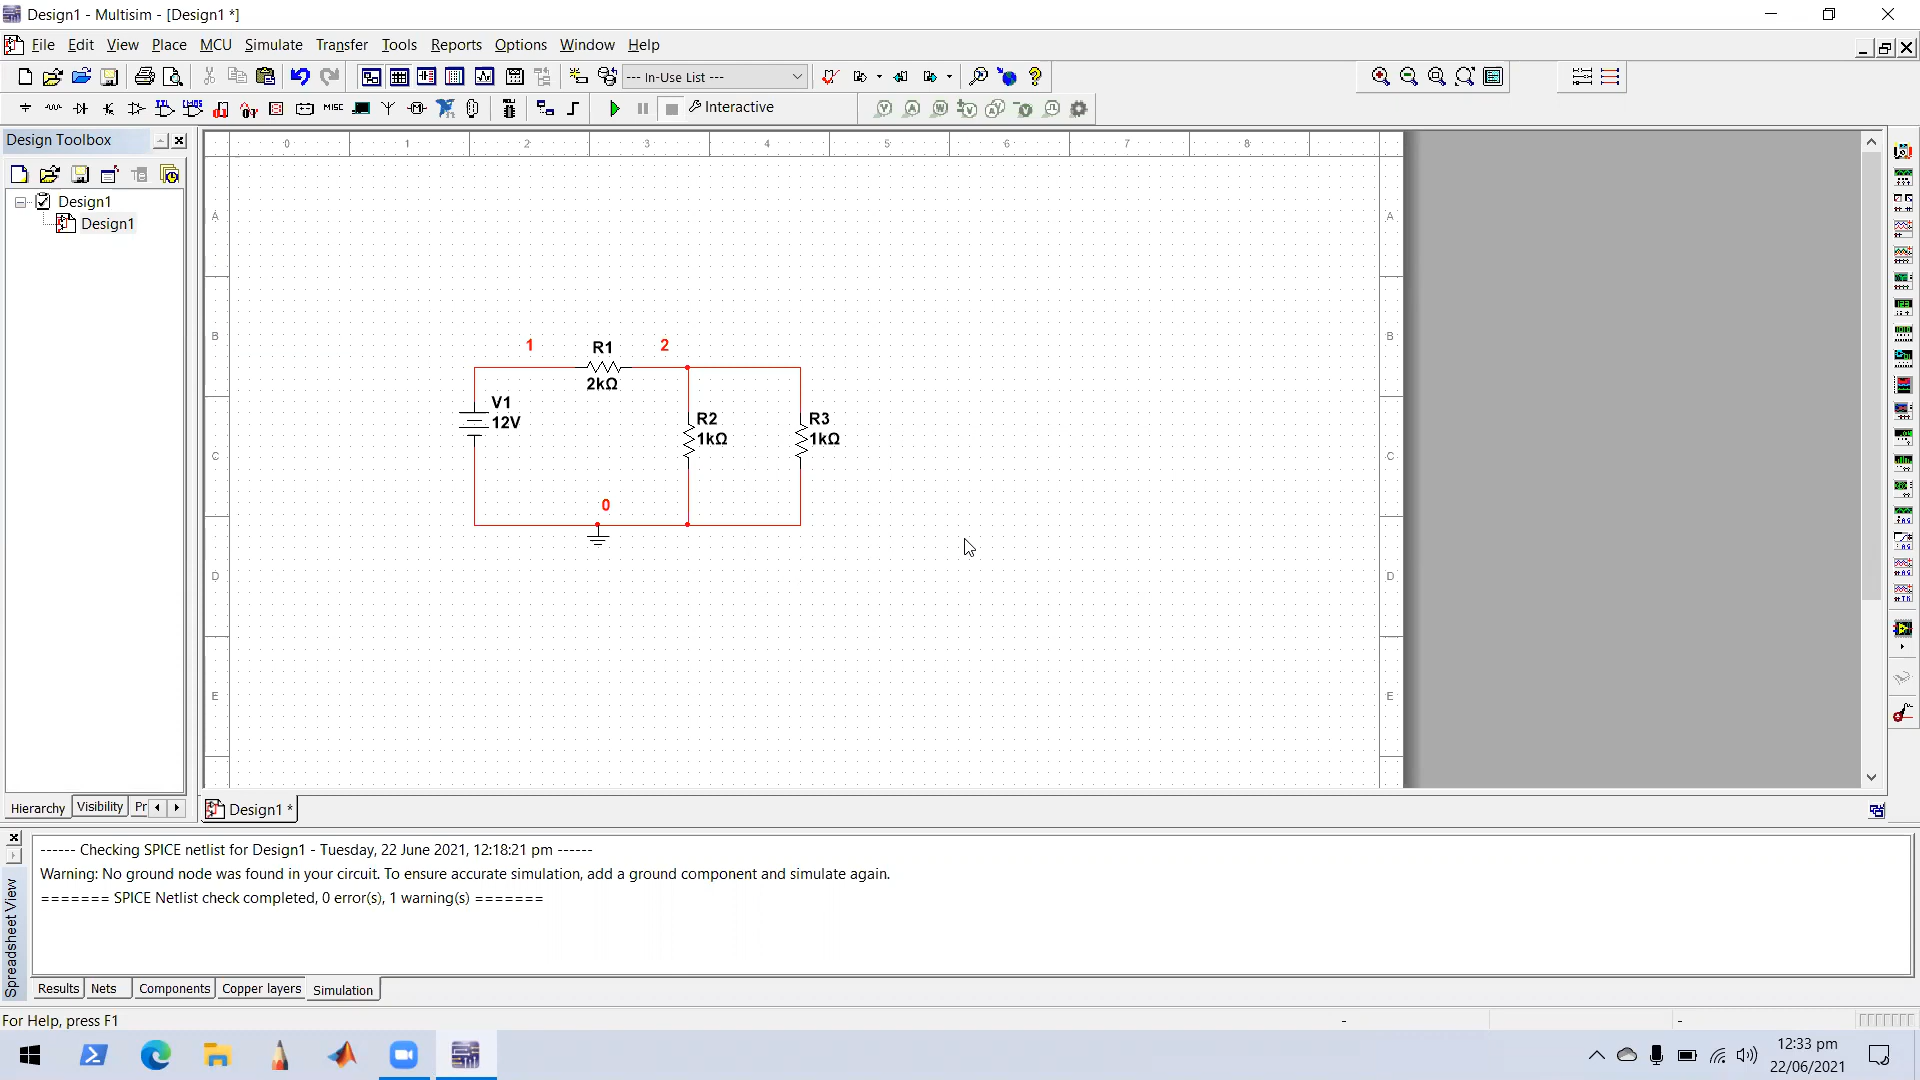 Design1 - Multisim - [Design1 *]
File Edit View Place MCU Simulate Transfer Tools Reports Options Window Help
--- In-Use List ---
MISC
Interactive
Design Toolbox
Design1
Design1
0 1 2 3 4 5 6 7 8
A A
B B
C C
D D
E E
1
R1
2
2kΩ
V1
12V
R2
1kΩ
R3
1kΩ
0
Hierarchy Visibility Pr
Design1 *
------ Checking SPICE netlist for Design1 - Tuesday, 22 June 2021, 12:18:21 pm ------
Warning: No ground node was found in your circuit. To ensure accurate simulation, add a ground component and simulate again.
======= SPICE Netlist check completed, 0 error(s), 1 warning(s) =======
Spreadsheet View
Results Nets Components Copper layers Simulation
For Help, press F1
- -
12:33 pm
22/06/2021